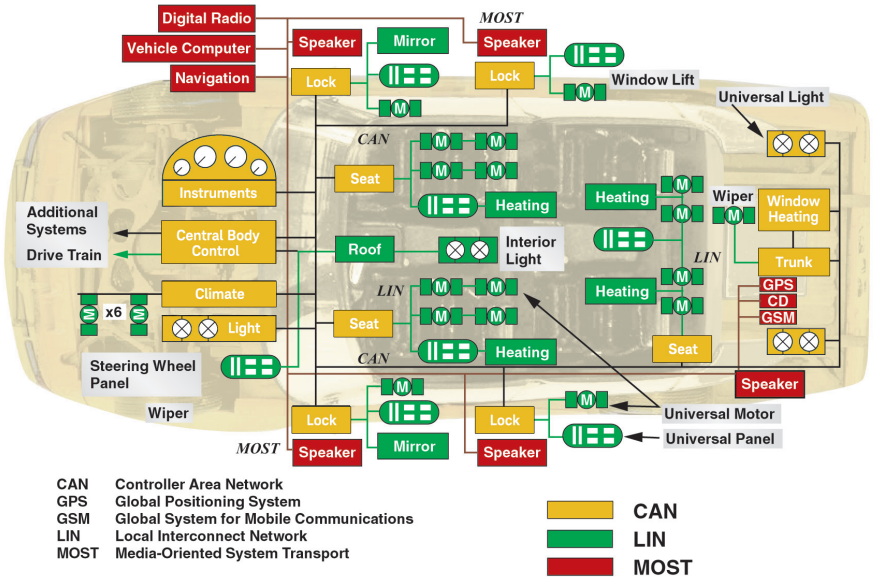 Digital Radio
MOST
Vehicle Computer
Speaker
Mirror
Speaker
Navigation
Lock
Lock
M
M
Window Lift
Universal Light
CAN
M
M
Instruments
Seat
M
M
Heating
Heating
M
M
Wiper
M
Window
Heating
Additional
Systems
Drive Train
Central Body
Control
Roof
Interior
Light
LIN
Trunk
Climate
LIN
M
M
Heating
M
M
GPS
CD
GSM
M
x6
M
Light
Seat
M
M
CAN
Heating
Seat
Steering Wheel
Panel
Speaker
Wiper
M
M
Lock
Lock
Universal Motor
MOST
Speaker
Mirror
Speaker
Universal Panel
CAN Controller Area Network
GPS Global Positioning System
GSM Global System for Mobile Communications
LIN Local Interconnect Network
MOST Media-Oriented System Transport
CAN
LIN
MOST